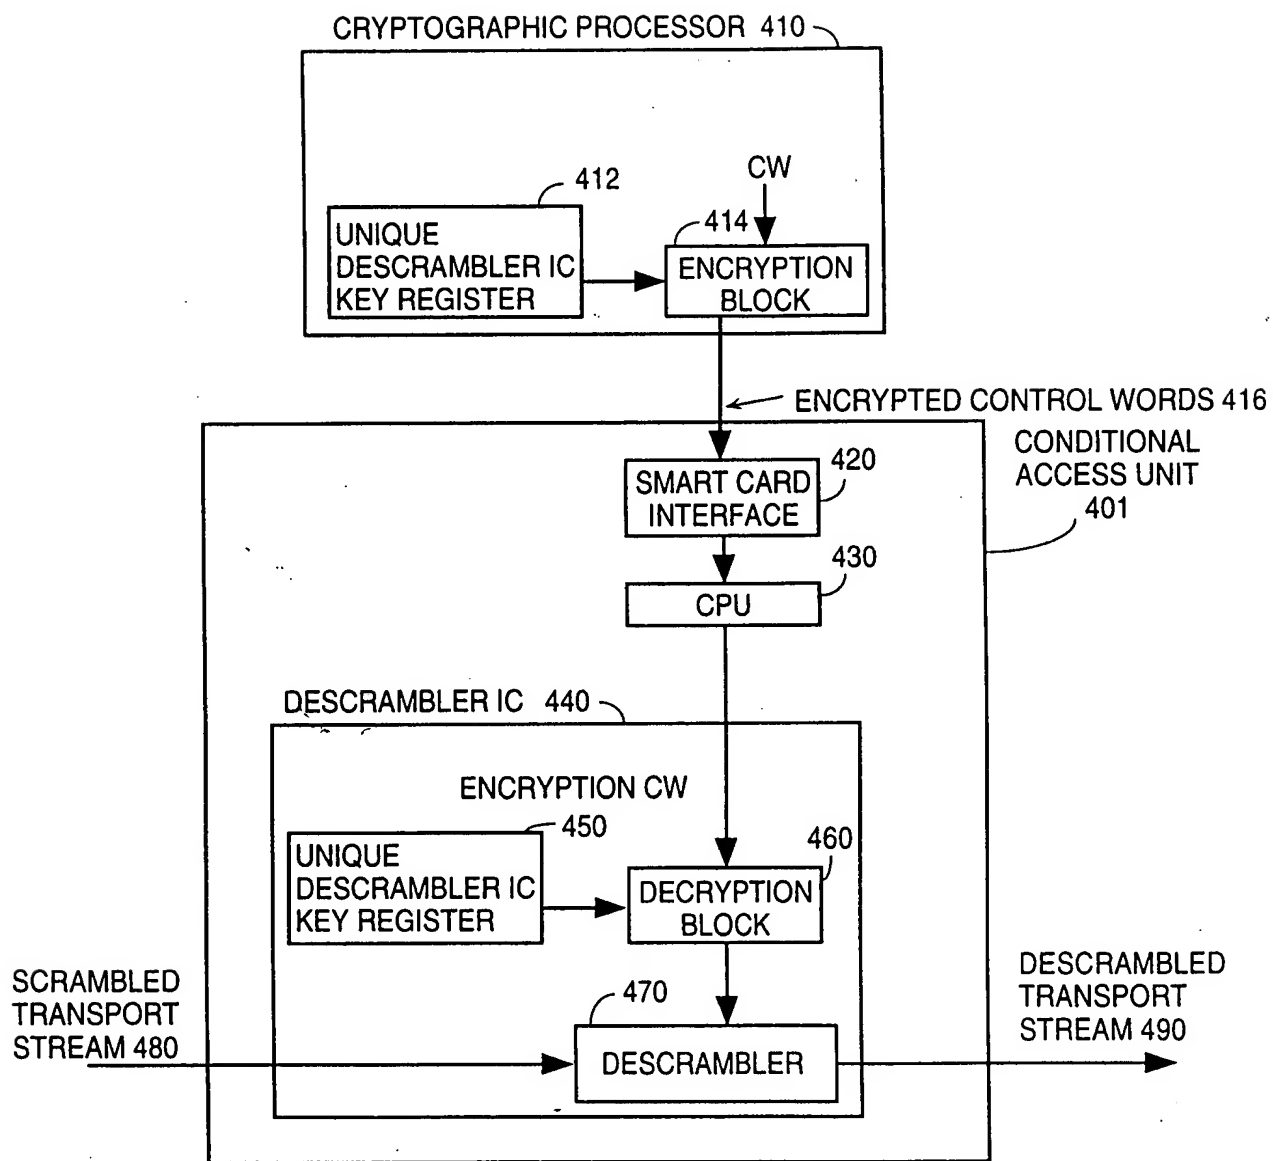 CRYPTOGRAPHIC PROCESSOR 410
CW
412
414
UNIQUE
DESCRAMBLER IC
KEY REGISTER
ENCRYPTION
BLOCK
ENCRYPTED CONTROL WORDS 416
CONDITIONAL
ACCESS UNIT
401
420
SMART CARD
INTERFACE
430
CPU
DESCRAMBLER IC 440
ENCRYPTION CW
450
UNIQUE
DESCRAMBLER IC
KEY REGISTER
460
DECRYPTION
BLOCK
SCRAMBLED
TRANSPORT
STREAM 480
470
DESCRAMBLER
DESCRAMBLED
TRANSPORT
STREAM 490